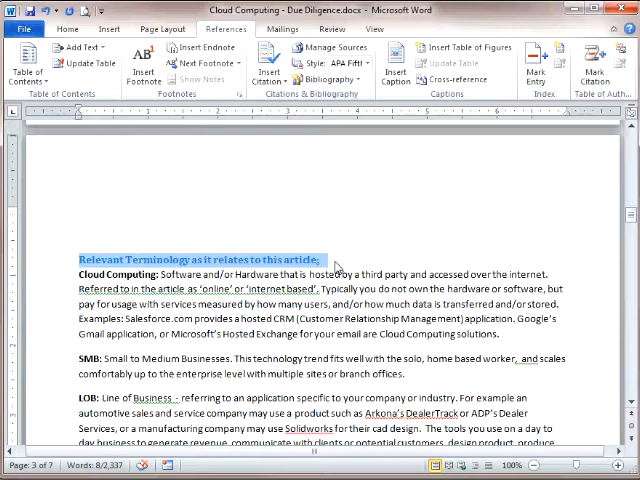 Cloud Computing - Due Diligence.docx - Microsoft Word
File Home Insert Page Layout References Mailings Review View
Table of Contents
Add Text
Update Table
Table of Contents
AB
Insert Footnote
Insert Endnote
Next Footnote
Show Notes
Footnotes
Insert Citation
Manage Sources
Style: APA Fift
Bibliography
Citations & Bibliography
Insert Caption
Insert Table of Figures
Update Table
Cross-reference
Captions
Mark Entry
Index
Mark Citation
Table of Auth...
Relevant Terminology as it relates to this article;
Cloud Computing: Software and/or Hardware that is hosted by a third party and accessed over the internet.
Referred to in the article as ‘online’ or ‘internet based’. Typically you do not own the hardware or software, but
pay for usage with services measured by how many users, and/or how much data is transferred and/or stored.
Examples: Salesforce.com provides a hosted CRM (Customer Relationship Management) application. Google’s
Gmail application, or Microsoft’s Hosted Exchange for your email are Cloud Computing solutions.
SMB: Small to Medium Businesses. This technology trend fits well with the solo, home based worker, and scales
comfortably up to the enterprise level with multiple sites or branch offices.
LOB: Line of Business - referring to an application specific to your company or industry. For example an
automotive sales and service company may use a product such as Arkona’s DealerTrack or ADP’s Dealer
Services, or a manufacturing company may use Solidworks for their cad design. The tools you use on a day to
day business to generate revenue, communicate with clients or potential customers, design product, produce
Page: 3 of 7 Words: 8/2,337 100%